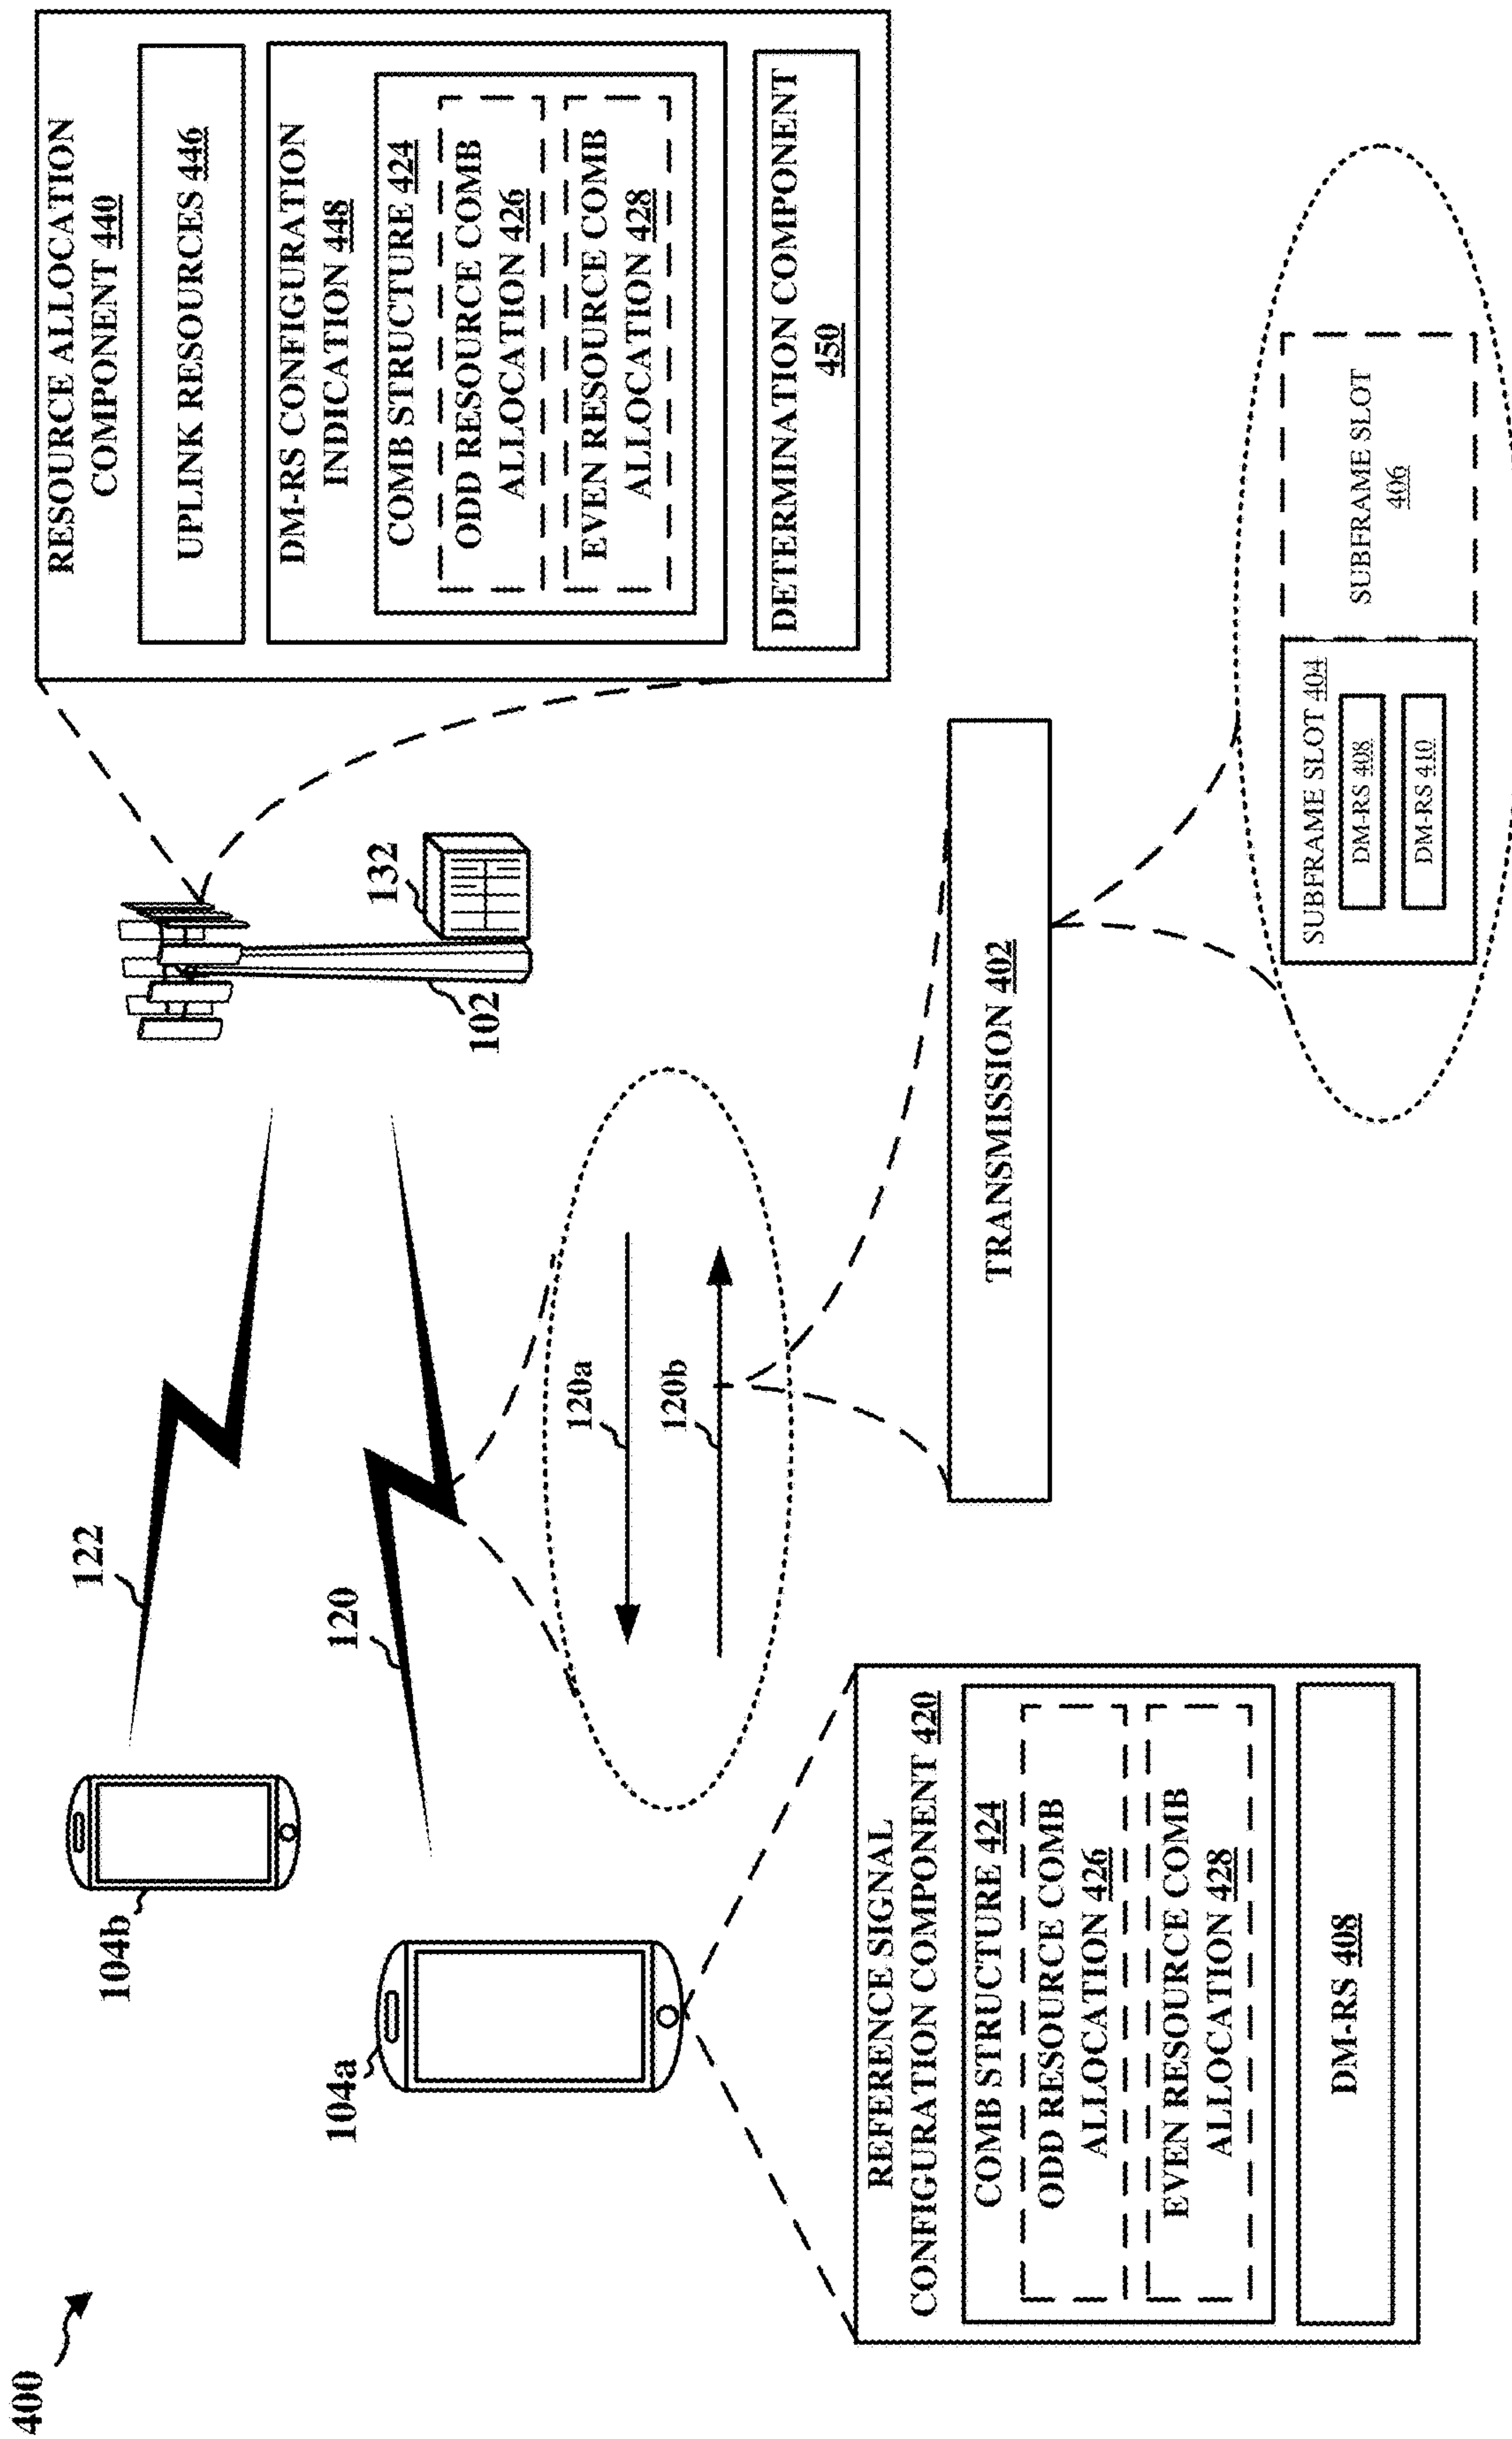 400
104b
122
104a
120
102
132
RESOURCE ALLOCATION
COMPONENT 440
UPLINK RESOURCES 446
DM-RS CONFIGURATION
INDICATION 448
COMB STRUCTURE 424
ODD RESOURCE COMB
ALLOCATION 426
EVEN RESOURCE COMB
ALLOCATION 428
DETERMINATION COMPONENT
450
120a
120b
REFERENCE SIGNAL
CONFIGURATION COMPONENT 420
COMB STRUCTURE 424
ODD RESOURCE COMB
ALLOCATION 426
EVEN RESOURCE COMB
ALLOCATION 428
DM-RS 408
TRANSMISSION 402
SUBFRAME SLOT 404
DM-RS 408
DM-RS 410
SUBFRAME SLOT
406